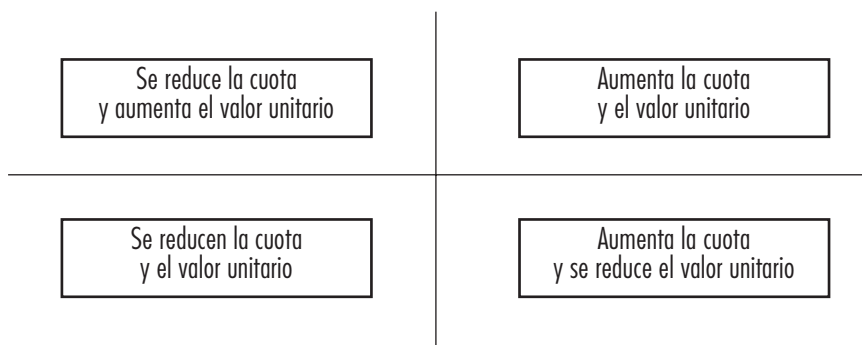 Se reduce la cuota
y aumenta el valor unitario
Aumenta la cuota
y el valor unitario
Se reducen la cuota
y el valor unitario
Aumenta la cuota
y se reduce el valor unitario